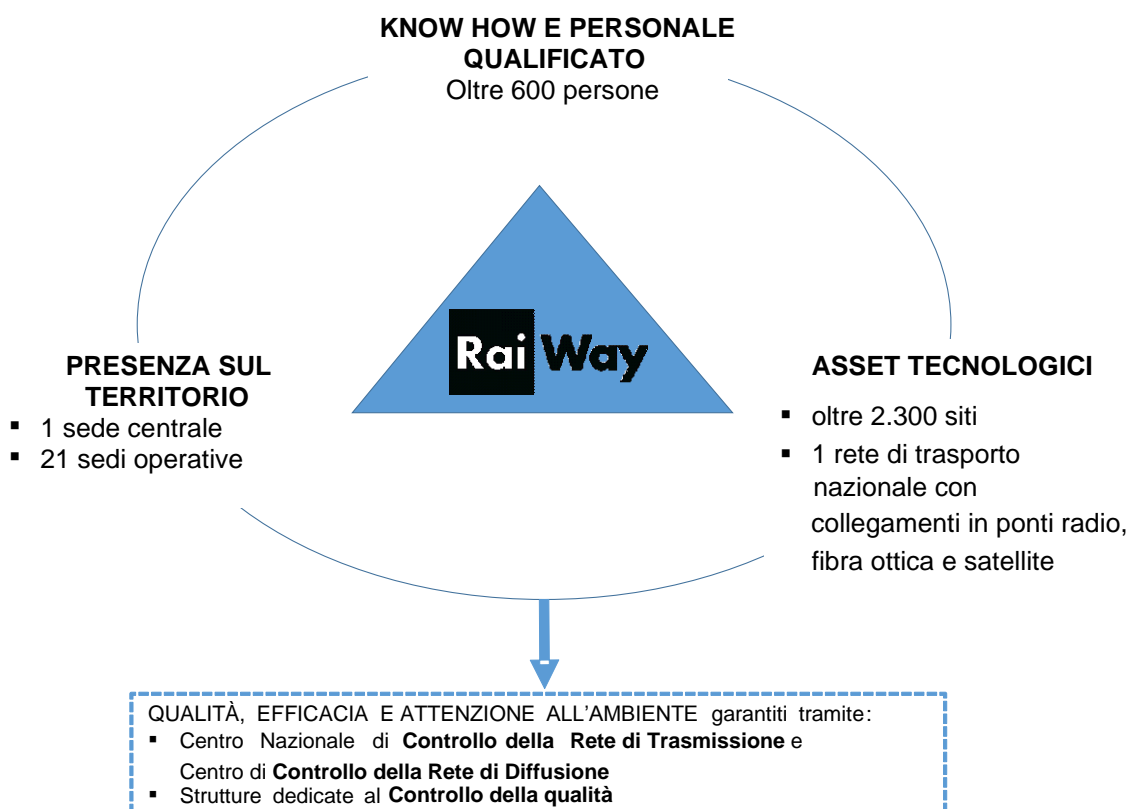 KNOW HOW E PERSONALE
QUALIFICATO
Oltre 600 persone
Rai Way
PRESENZA SUL
TERRITORIO
▪ 1 sede centrale
▪ 21 sedi operative
ASSET TECNOLOGICI
▪ oltre 2.300 siti
▪ 1 rete di trasporto
nazionale con
collegamenti in ponti radio,
fibra ottica e satellite
QUALITÀ, EFFICACIA E ATTENZIONE ALL'AMBIENTE garantiti tramite:
▪ Centro Nazionale di Controllo della Rete di Trasmissione e
Centro di Controllo della Rete di Diffusione
▪ Strutture dedicate al Controllo della qualità